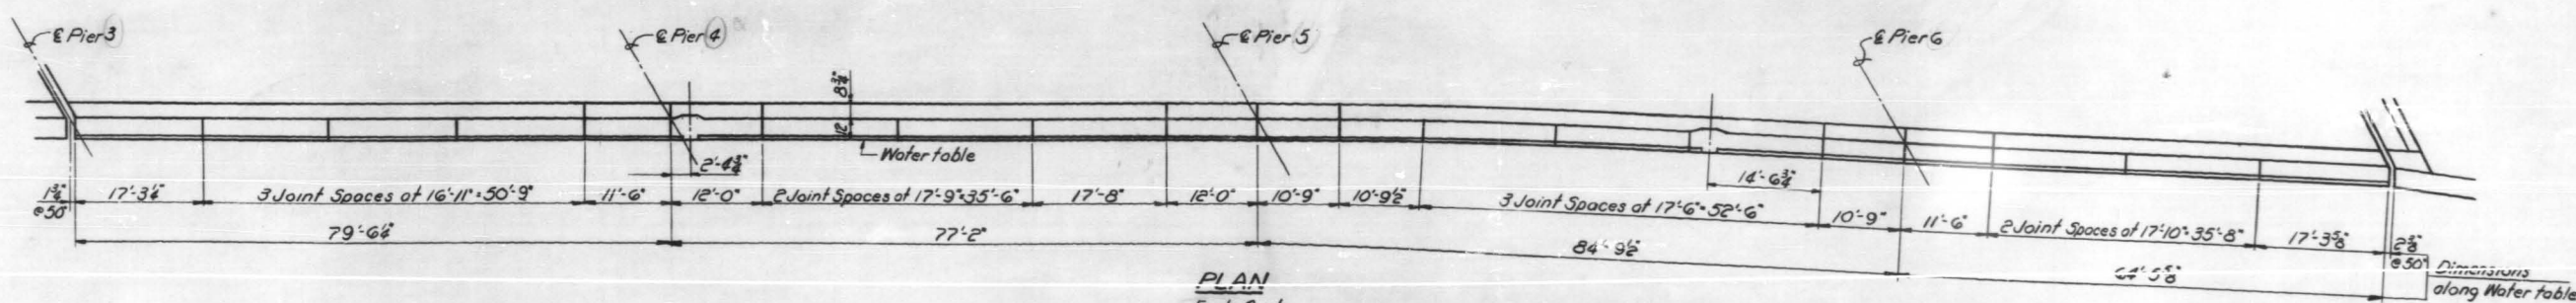 ℄ Pier 3
℄ Pier 4
℄ Pier 5
℄ Pier 6
8¾"
12"
Water table
2'-4¾"
14'-6¾"
1¾"
@50°
17'-3¼"
3 Joint Spaces at 16'-11"=50'-9"
11'-6"
12'-0"
2 Joint Spaces at 17'-9"=35'-6"
17'-8"
12'-0"
10'-9"
10'-9½"
3 Joint Spaces at 17'-6"=52'-6"
10'-9"
11'-6"
2 Joint Spaces at 17'-10"=35'-8"
17'-3⅝"
2⅜"
@50°
79'-6¼"
77'-2"
84'-9½"
64'-5⅝"
Dimensions
along Water table
PLAN